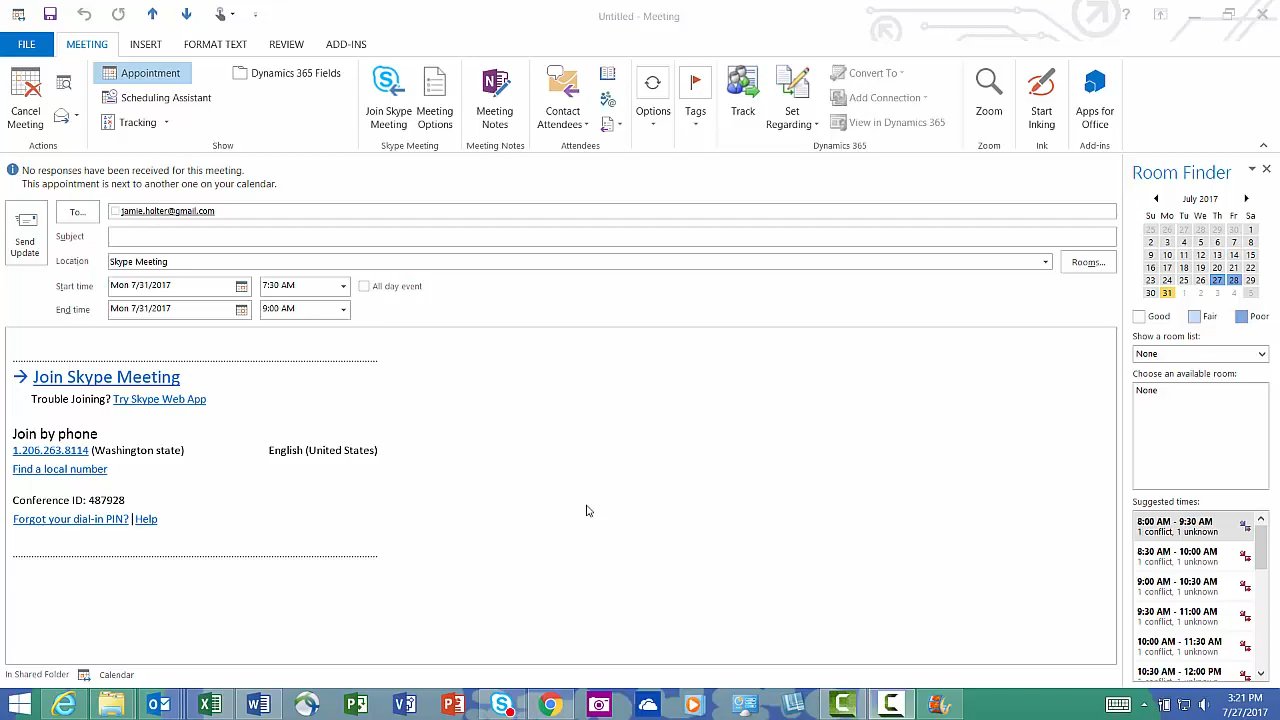 Untitled - Meeting
FILE MEETING INSERT FORMAT TEXT REVIEW ADD-INS
Appointment
Scheduling Assistant
Tracking
Dynamics 365 Fields
Cancel Meeting
Join Skype Meeting
Meeting Options
Meeting Notes
Contact Attendees
Options
Tags
Track
Set Regarding
Convert To
Add Connection
View in Dynamics 365
Zoom
Start Inking
Apps for Office
Actions Show Skype Meeting Meeting Notes Attendees Dynamics 365 Zoom Ink Add-ins
No responses have been received for this meeting.
This appointment is next to another one on your calendar.
Send Update
To... jamie.holter@gmail.com
Subject
Location Skype Meeting Rooms...
Start time Mon 7/31/2017 7:30 AM All day event
End time Mon 7/31/2017 9:00 AM
→ Join Skype Meeting
Trouble Joining? Try Skype Web App
Join by phone
1.206.263.8114 (Washington state) English (United States)
Find a local number
Conference ID: 487928
Forgot your dial-in PIN? | Help
In Shared Folder Calendar
Room Finder
July 2017
Su Mo Tu We Th Fr Sa
25 26 27 28 29 30 1
2 3 4 5 6 7 8
9 10 11 12 13 14 15
16 17 18 19 20 21 22
23 24 25 26 27 28 29
30 31 1 2 3 4 5
Good Fair Poor
Show a room list:
None
Choose an available room:
None
Suggested times:
8:00 AM - 9:30 AM
1 conflict, 1 unknown
8:30 AM - 10:00 AM
1 conflict, 1 unknown
9:00 AM - 10:30 AM
1 conflict, 1 unknown
9:30 AM - 11:00 AM
1 conflict, 1 unknown
10:00 AM - 11:30 AM
1 conflict, 1 unknown
10:30 AM - 12:00 PM
3:21 PM
7/27/2017